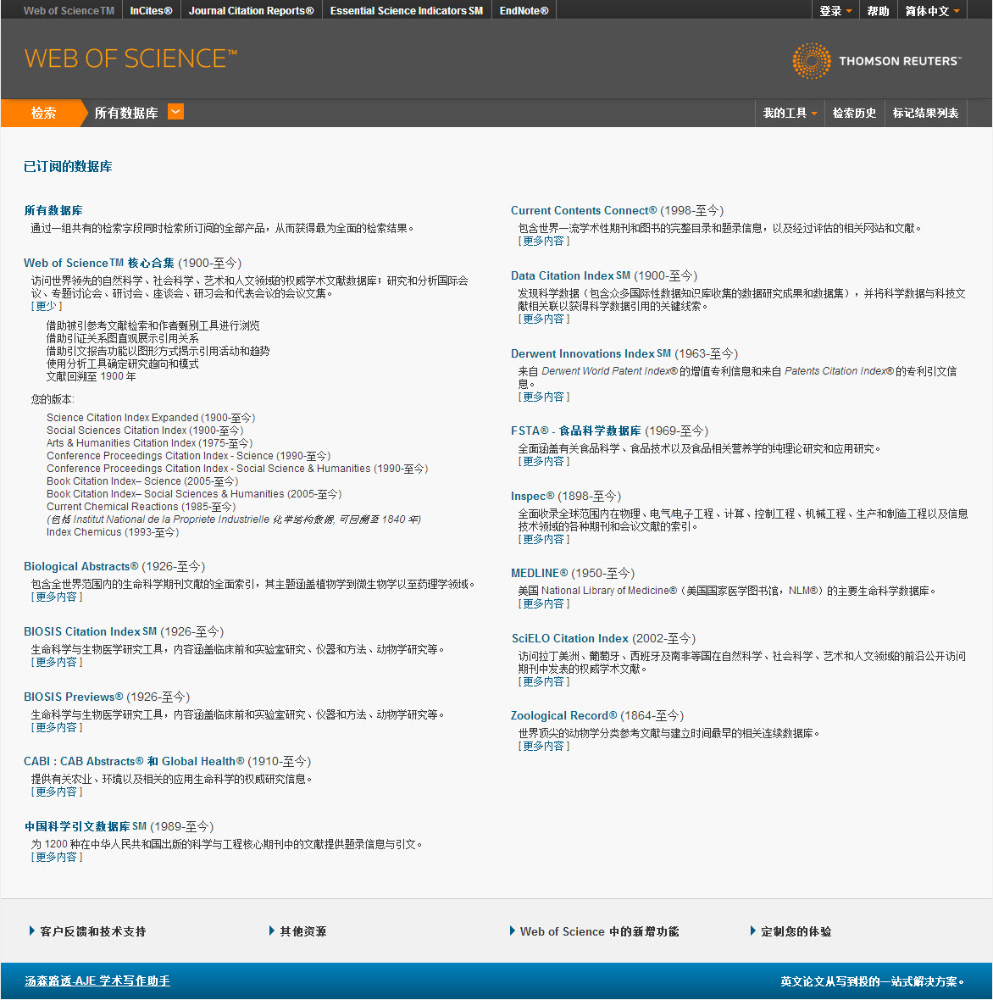 Web of Science™
InCites®
Journal Citation Reports®
Essential Science Indicators SM
EndNote®
登录
帮助
简体中文
WEB OF SCIENCE™
THOMSON REUTERS™
检索
所有数据库
我的工具
检索历史
标记结果列表
已订阅的数据库
所有数据库
通过一组共有的检索字段同时检索所订阅的全部产品，从而获得最为全面的检索结果。
Web of Science™ 核心合集 (1900-至今)
访问世界领先的自然科学、社会科学、艺术和人文领域的权威学术文献数据库；研究和分析国际会
议、专题讨论会、研讨会、座谈会、研习会和代表会议的会议文集。
[ 更少 ]
借助被引参考文献检索和作者甄别工具进行浏览
借助引证关系图直观展示引用关系
借助引文报告功能以图形方式揭示引用活动和趋势
使用分析工具确定研究趋向和模式
文献回溯至 1900 年
您的版本:
Science Citation Index Expanded (1900-至今)
Social Sciences Citation Index (1900-至今)
Arts & Humanities Citation Index (1975-至今)
Conference Proceedings Citation Index - Science (1990-至今)
Conference Proceedings Citation Index - Social Science & Humanities (1990-至今)
Book Citation Index– Science (2005-至今)
Book Citation Index– Social Sciences & Humanities (2005-至今)
Current Chemical Reactions (1985-至今)
(包括 Institut National de la Propriete Industrielle 化学结构数据, 可回溯至 1840 年)
Index Chemicus (1993-至今)
Biological Abstracts® (1926-至今)
包含全世界范围内的生命科学期刊文献的全面索引，其主题涵盖植物学到微生物学以至药理学领域。
[ 更多内容 ]
BIOSIS Citation Index SM (1926-至今)
生命科学与生物医学研究工具，内容涵盖临床前和实验室研究、仪器和方法、动物学研究等。
[ 更多内容 ]
BIOSIS Previews® (1926-至今)
生命科学与生物医学研究工具，内容涵盖临床前和实验室研究、仪器和方法、动物学研究等。
[ 更多内容 ]
CABI : CAB Abstracts® 和 Global Health® (1910-至今)
提供有关农业、环境以及相关的应用生命科学的权威研究信息。
[ 更多内容 ]
中国科学引文数据库 SM (1989-至今)
为 1200 种在中华人民共和国出版的科学与工程核心期刊中的文献提供题录信息与引文。
[ 更多内容 ]
Current Contents Connect® (1998-至今)
包含世界一流学术性期刊和图书的完整目录和题录信息，以及经过评估的相关网站和文献。
[ 更多内容 ]
Data Citation Index SM (1900-至今)
发现科学数据（包含众多国际性数据知识库收集的数据研究成果和数据集），并将科学数据与科技文
献相关联以获得科学数据引用的关键线索。
[ 更多内容 ]
Derwent Innovations Index SM (1963-至今)
来自 Derwent World Patent Index® 的增值专利信息和来自 Patents Citation Index® 的专利引文信
息。
[ 更多内容 ]
FSTA® - 食品科学数据库 (1969-至今)
全面涵盖有关食品科学、食品技术以及食品相关营养学的纯理论研究和应用研究。
[ 更多内容 ]
Inspec® (1898-至今)
全面收录全球范围内在物理、电气/电子工程、计算、控制工程、机械工程、生产和制造工程以及信息
技术领域的各种期刊和会议文献的索引。
[ 更多内容 ]
MEDLINE® (1950-至今)
美国 National Library of Medicine®（美国国家医学图书馆，NLM®）的主要生命科学数据库。
[ 更多内容 ]
SciELO Citation Index (2002-至今)
访问拉丁美洲、葡萄牙、西班牙及南非等国在自然科学、社会科学、艺术和人文领域的前沿公开访问
期刊中发表的权威学术文献。
[ 更多内容 ]
Zoological Record® (1864-至今)
世界顶尖的动物学分类参考文献与建立时间最早的相关连续数据库。
[ 更多内容 ]
客户反馈和技术支持
其他资源
Web of Science 中的新增功能
定制您的体验
汤森路透-AJE 学术写作助手
英文论文从写到投的一站式解决方案。